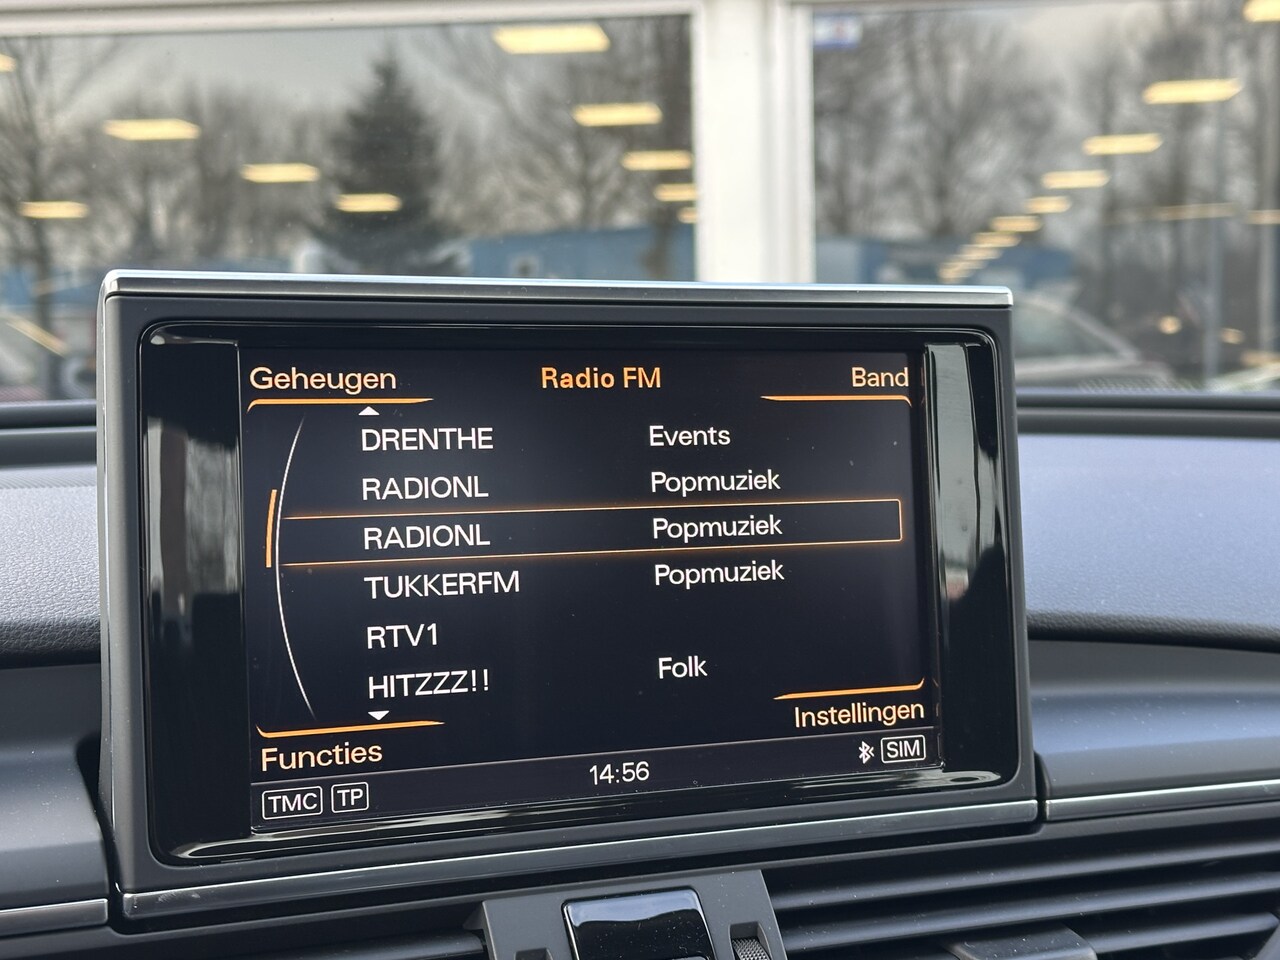 Geheugen Radio FM Band
DRENTHE Events
RADIONL Popmuziek
RADIONL Popmuziek
TUKKERFM Popmuziek
RTV1
HITZZZ!! Folk
Functies Instellingen
TMC TP 14:56 SIM